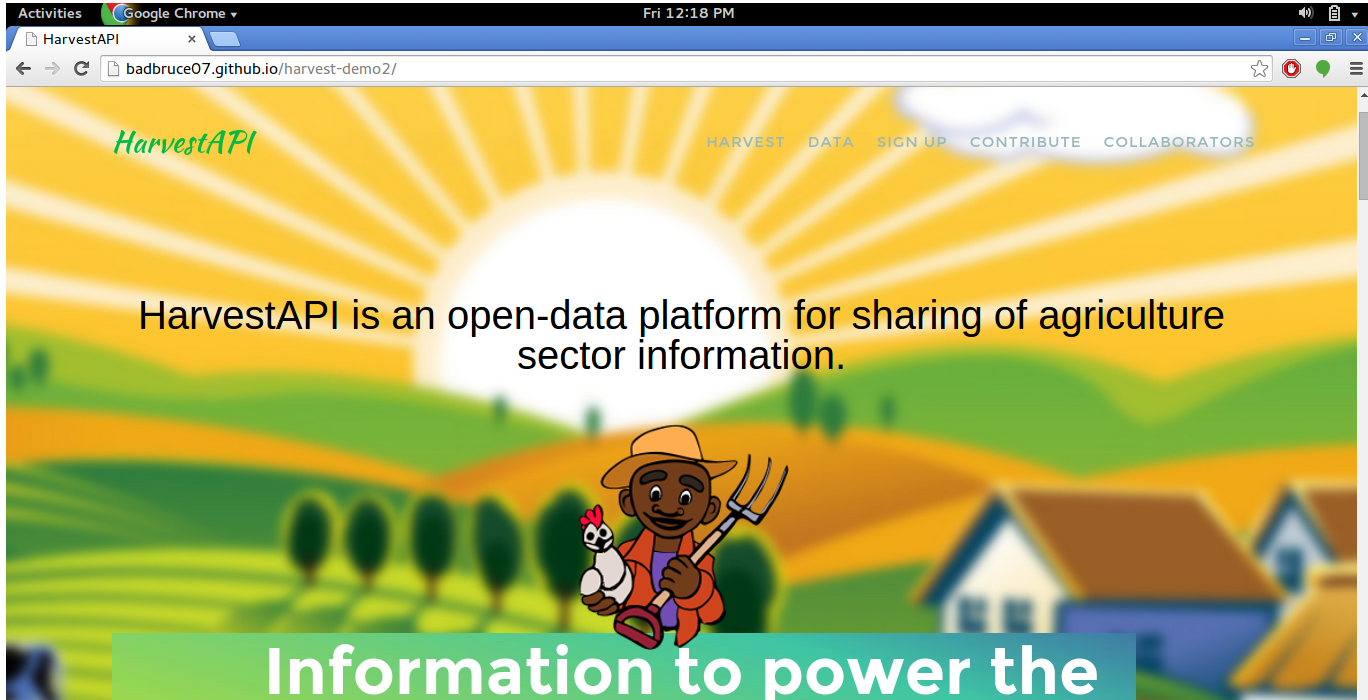 Activities Google Chrome Fri 12:18 PM
HarvestAPI
badbruce07.github.io/harvest-demo2/
HarvestAPI HARVEST DATA SIGN UP CONTRIBUTE COLLABORATORS
HarvestAPI is an open-data platform for sharing of agriculture
sector information.
Information to power the